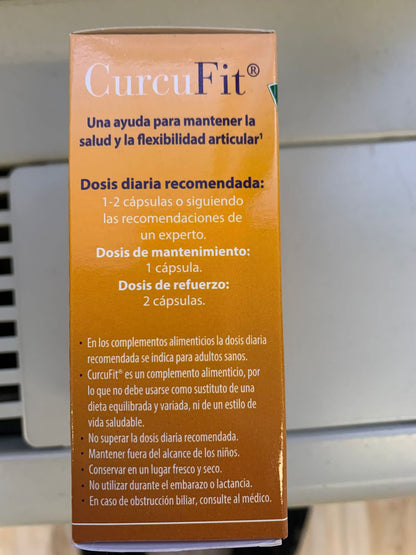 CurcuFit®
Una ayuda para mantener la
salud y la flexibilidad articular¹
Dosis diaria recomendada:
1-2 cápsulas o siguiendo
las recomendaciones de
un experto.
Dosis de mantenimiento:
1 cápsula.
Dosis de refuerzo:
2 cápsulas.
· En los complementos alimenticios la dosis diaria
recomendada se indica para adultos sanos.
· CurcuFit® es un complemento alimenticio, por
lo que no debe usarse como sustituto de una
dieta equilibrada y variada, ni de un estilo de
vida saludable.
· No superar la dosis diaria recomendada.
· Mantener fuera del alcance de los niños.
· Conservar en un lugar fresco y seco.
· No utilizar durante el embarazo o lactancia.
· En caso de obstrucción biliar, consulte al médico.